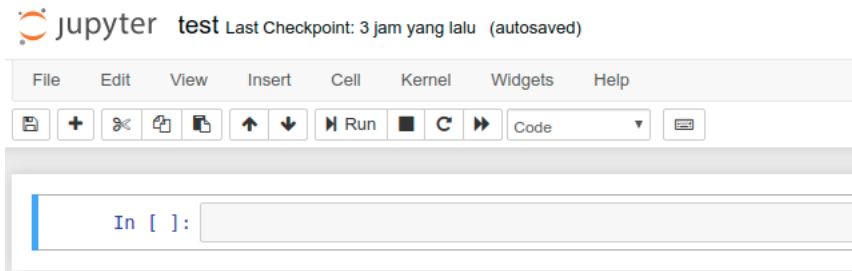 jupyter test Last Checkpoint: 3 jam yang lalu (autosaved)
File Edit View Insert Cell Kernel Widgets Help
Run Code
In [ ]: